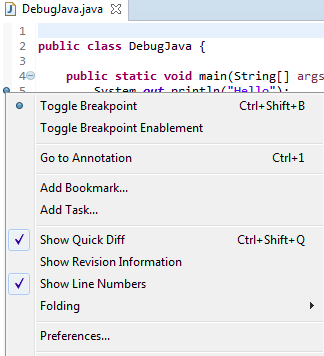 DebugJava.java
1
2 public class DebugJava {
3
4 public static void main(String[] args
5 System.out.println("Hello");
Toggle Breakpoint Ctrl+Shift+B
Toggle Breakpoint Enablement
Go to Annotation Ctrl+1
Add Bookmark...
Add Task...
Show Quick Diff Ctrl+Shift+Q
Show Revision Information
Show Line Numbers
Folding
Preferences...